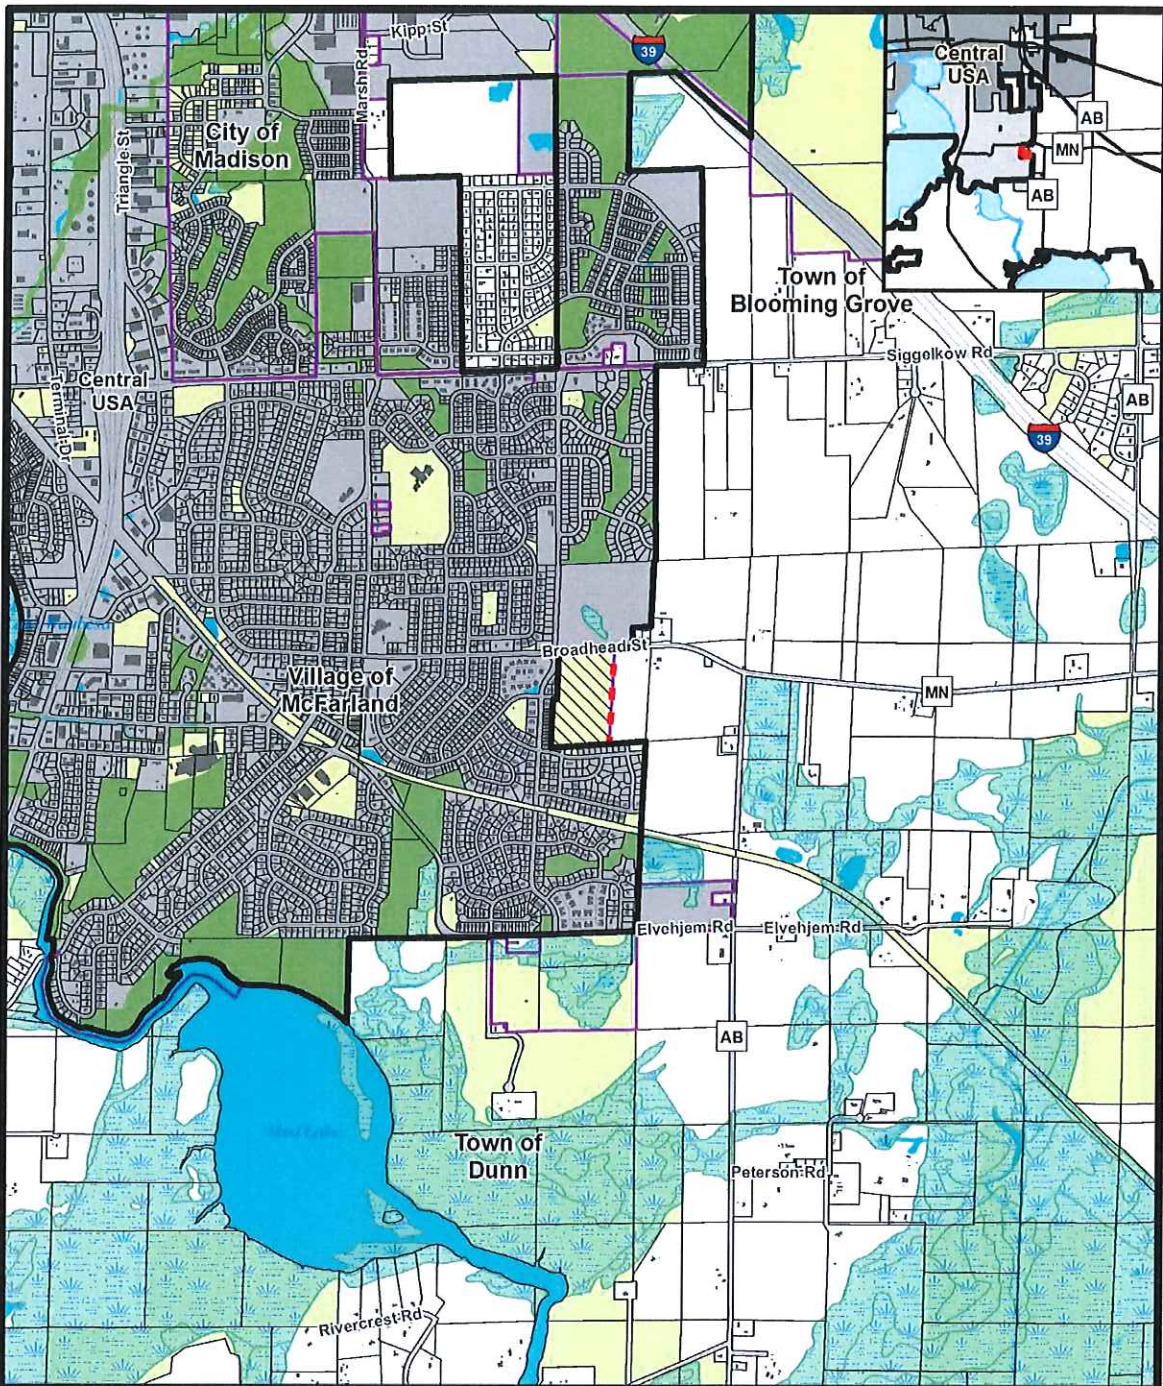 Kipp St
39
Marsh Rd
Central
USA
AB
MN
AB
City of
Madison
Triangle St
Town of
Blooming Grove
Siggelkow Rd
Central
USA
Terminal Dr
AB
39
Broadhead St
Village of
McFarland
MN
Elvehjem Rd
Elvehjem Rd
AB
Town of
Dunn
Peterson Rd
Rivercrest Rd